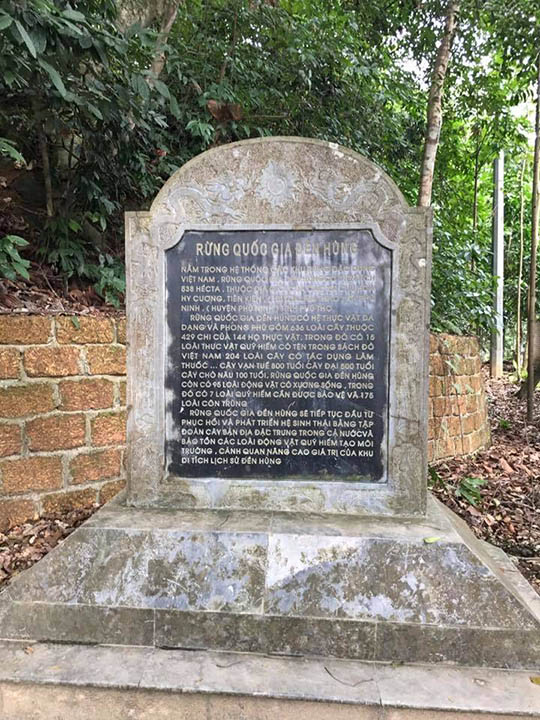 RỪNG QUỐC GIA ĐỀN HÙNG
NẰM TRONG HỆ THỐNG CÁC KHU
VIỆT NAM, RỪNG QUỐC
538 HÉCTA, THUỘC
HY CƯƠNG, TIÊN KIÊN
NINH, (HUYỆN PHÙ NINH) TỈNH PHÚ THỌ.
RỪNG QUỐC GIA ĐỀN HÙNG CÓ HỆ THỰC VẬT ĐA
DẠNG VÀ PHONG PHÚ GỒM 636 LOÀI CÂY THUỘC
429 CHI CỦA 144 HỌ THỰC VẬT. TRONG ĐÓ CÓ 15
LOÀI THỰC VẬT QUÝ HIẾM CÓ TÊN TRONG SÁCH ĐỎ
VIỆT NAM 204 LOÀI CÂY CÓ TÁC DỤNG LÀM
THUỐC ... CÂY VẠN TUẾ 800 TUỔI CÂY ĐẠI 500 TUỔI
CÂY CHÒ NÂU 100 TUỔI. RỪNG QUỐC GIA ĐỀN HÙNG
CÒN CÓ 95 LOÀI ĐỘNG VẬT CÓ XƯƠNG SỐNG, TRONG
ĐÓ CÓ 7 LOÀI QUÝ HIẾM CẦN ĐƯỢC BẢO VỆ VÀ 178
LOÀI CÔN TRÙNG.
RỪNG QUỐC GIA ĐỀN HÙNG SẼ TIẾP TỤC ĐẦU TƯ
PHỤC HỒI VÀ PHÁT TRIỂN HỆ SINH THÁI BẰNG TẬP
ĐOÀN CÂY BẢN ĐỊA ĐẶC TRƯNG TRONG CẢ NƯỚC VÀ
BẢO TỒN CÁC LOÀI ĐỘNG VẬT QUÝ HIẾM TẠO MÔI
TRƯỜNG, CẢNH QUAN NÂNG CAO GIÁ TRỊ CỦA KHU
DI TÍCH LỊCH SỬ ĐỀN HÙNG